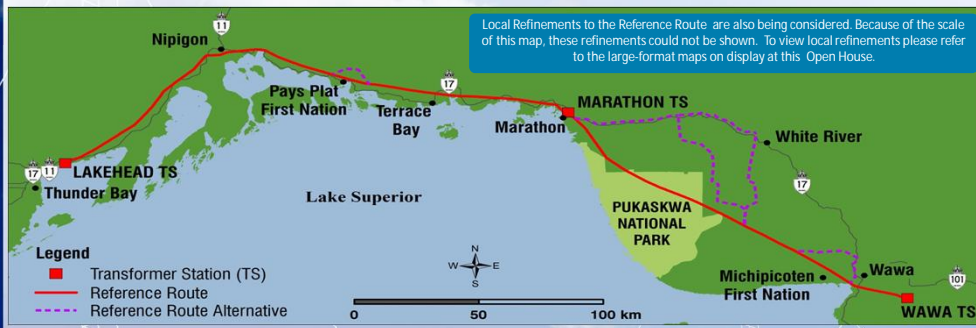 Local Refinements to the Reference Route are also being considered. Because of the scale
of this map, these refinements could not be shown. To view local refinements please refer
to the large-format maps on display at this Open House.
11
Nipigon
17
Pays Plat
First Nation
Terrace
Bay
MARATHON TS
Marathon
White River
17
17 11
LAKEHEAD TS
Thunder Bay
Lake Superior
PUKASKWA
NATIONAL
PARK
N
W E
S
Michipicoten
First Nation
Wawa
101
WAWA TS
Legend
Transformer Station (TS)
Reference Route
Reference Route Alternative
0 50 100 km